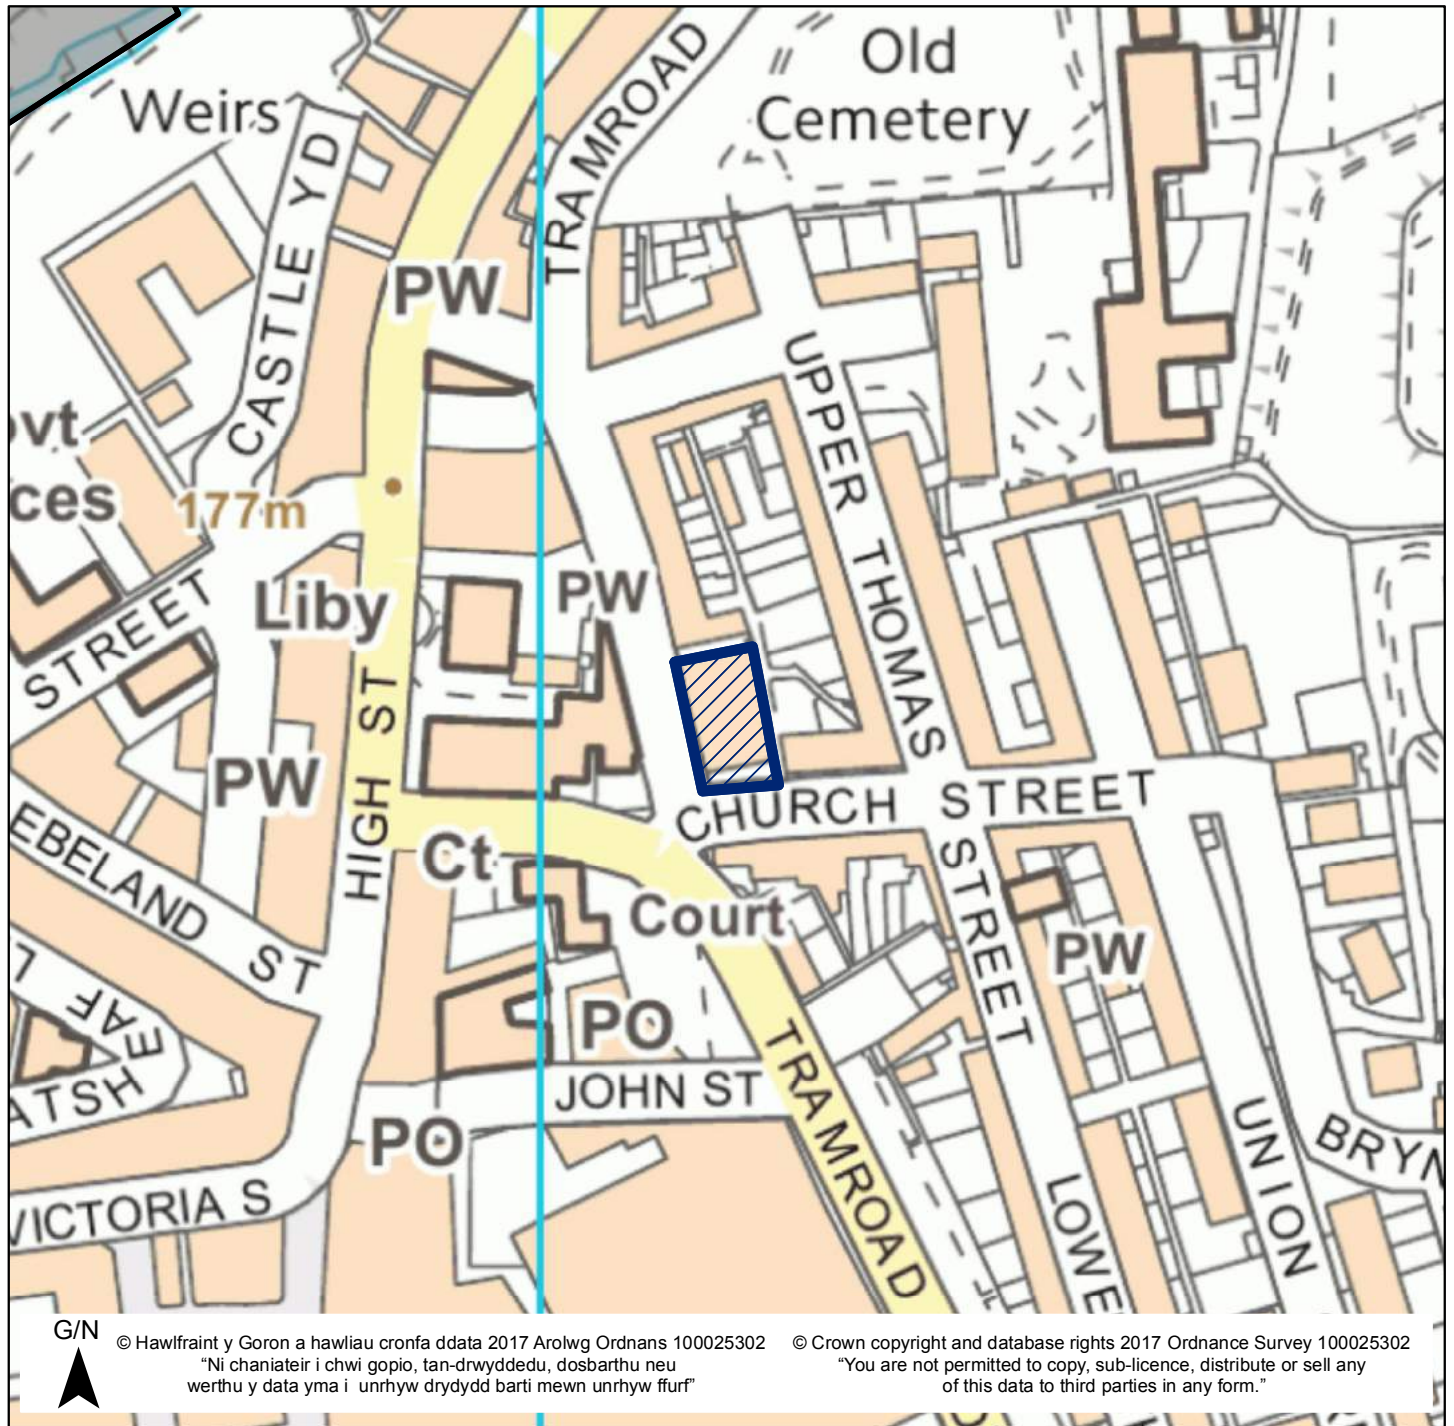 Old
Cemetery
Weirs
TRAMROAD
CASTLE YD
PW
UPPER THOMAS
ovt
ces
177m
PW
Liby
STREET
HIGH ST
PW
CHURCH STREET
EBELAND ST
Ct
Court
STREET
PW
PO
TRAMROAD
JOHN ST
PO
UNION
BRYN
LOWE
VICTORIA S
G/N
© Hawlfraint y Goron a hawliau cronfa ddata 2017 Arolwg Ordnans 100025302
“Ni chaniateir i chwi gopio, tan-drwyddedu, dosbarthu neu
werthu y data yma i unrhyw drydydd barti mewn unrhyw ffurf”
© Crown copyright and database rights 2017 Ordnance Survey 100025302
“You are not permitted to copy, sub-licence, distribute or sell any
of this data to third parties in any form.”